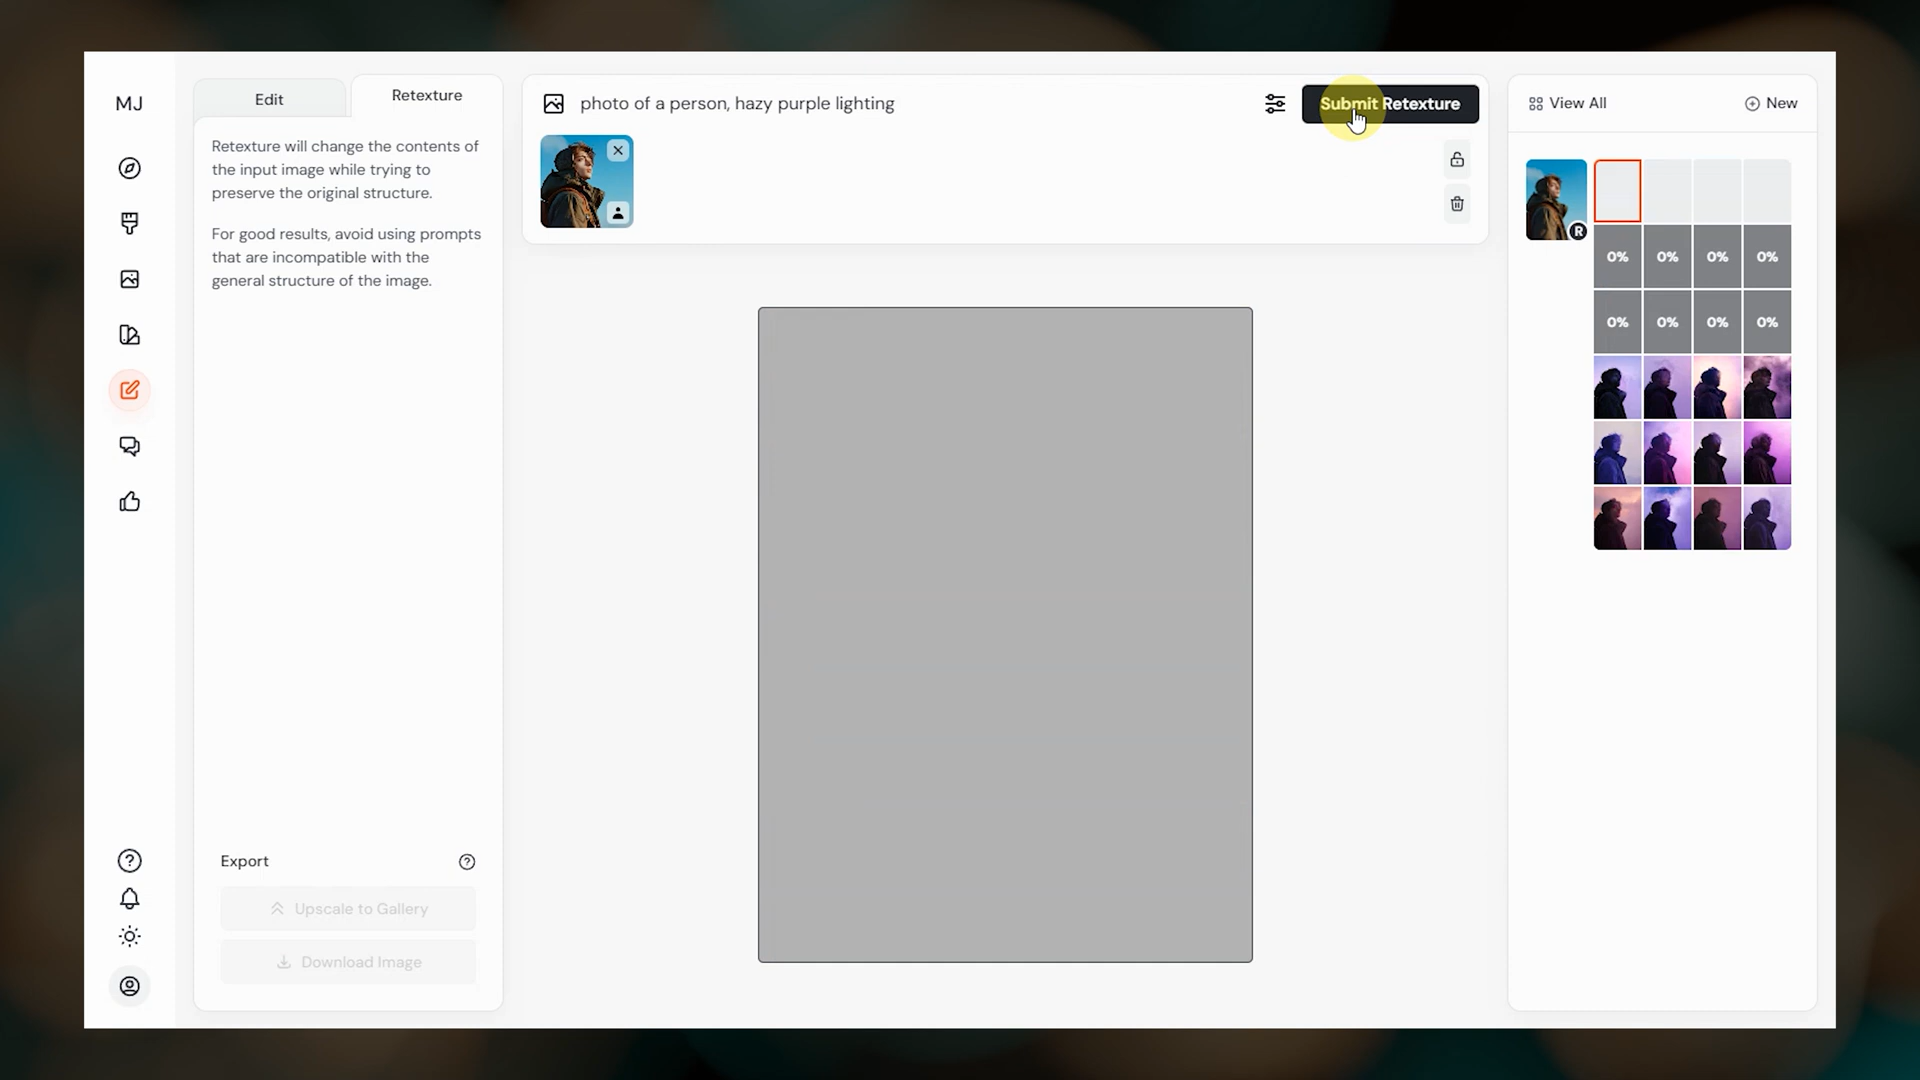 MJ
Edit
Retexture
Retexture will change the contents of
the input image while trying to
preserve the original structure.
For good results, avoid using prompts
that are incompatible with the
general structure of the image.
Export
Upscale to Gallery
Download Image
photo of a person, hazy purple lighting
Submit Retexture
View All
New
R
0% 0% 0% 0%
0% 0% 0% 0%